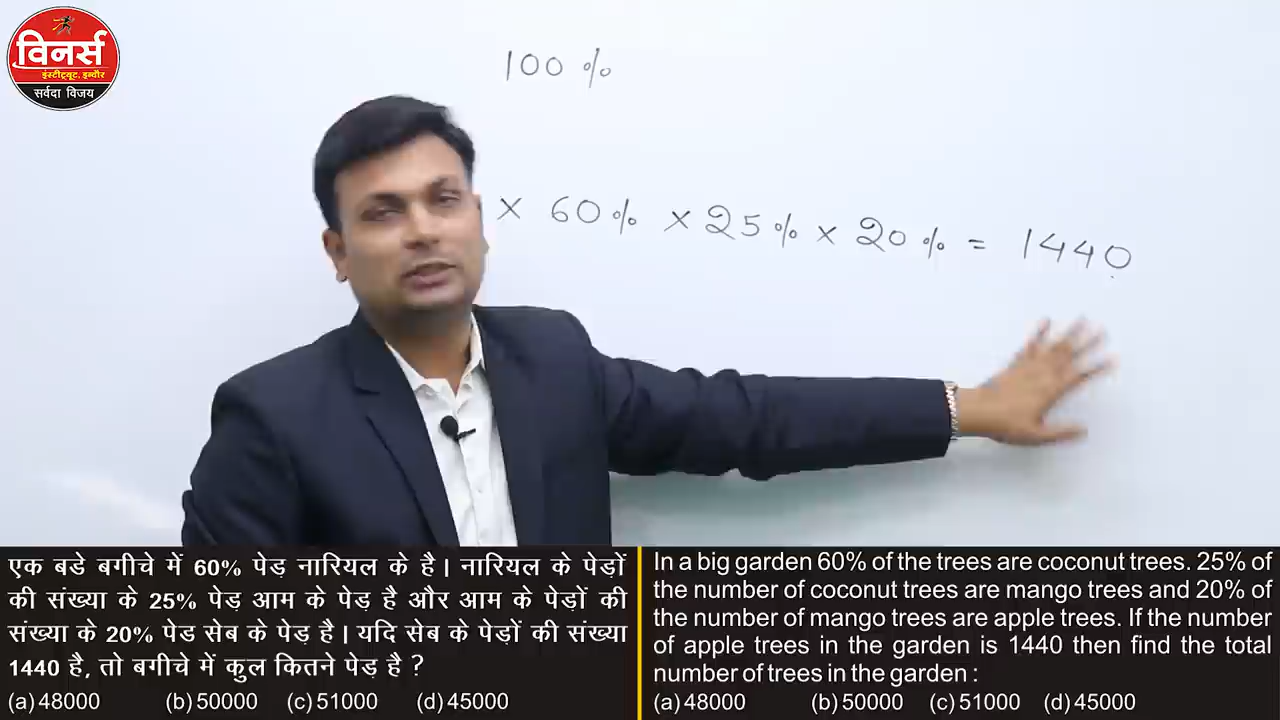 विनर्स
इंस्टीट्यूट, इन्दौर
सर्वदा विजय
100 %
× 60% × 25% × 20% = 1440
एक बडे बगीचे में 60% पेड़ नारियल के है। नारियल के पेड़ों
की संख्या के 25% पेड़ आम के पेड़ है और आम के पेड़ों की
संख्या के 20% पेड सेब के पेड़ है। यदि सेब के पेड़ों की संख्या
1440 है, तो बगीचे में कुल कितने पेड़ है ?
(a) 48000 (b) 50000 (c) 51000 (d) 45000
In a big garden 60% of the trees are coconut trees. 25% of
the number of coconut trees are mango trees and 20% of
the number of mango trees are apple trees. If the number
of apple trees in the garden is 1440 then find the total
number of trees in the garden :
(a) 48000 (b) 50000 (c) 51000 (d) 45000